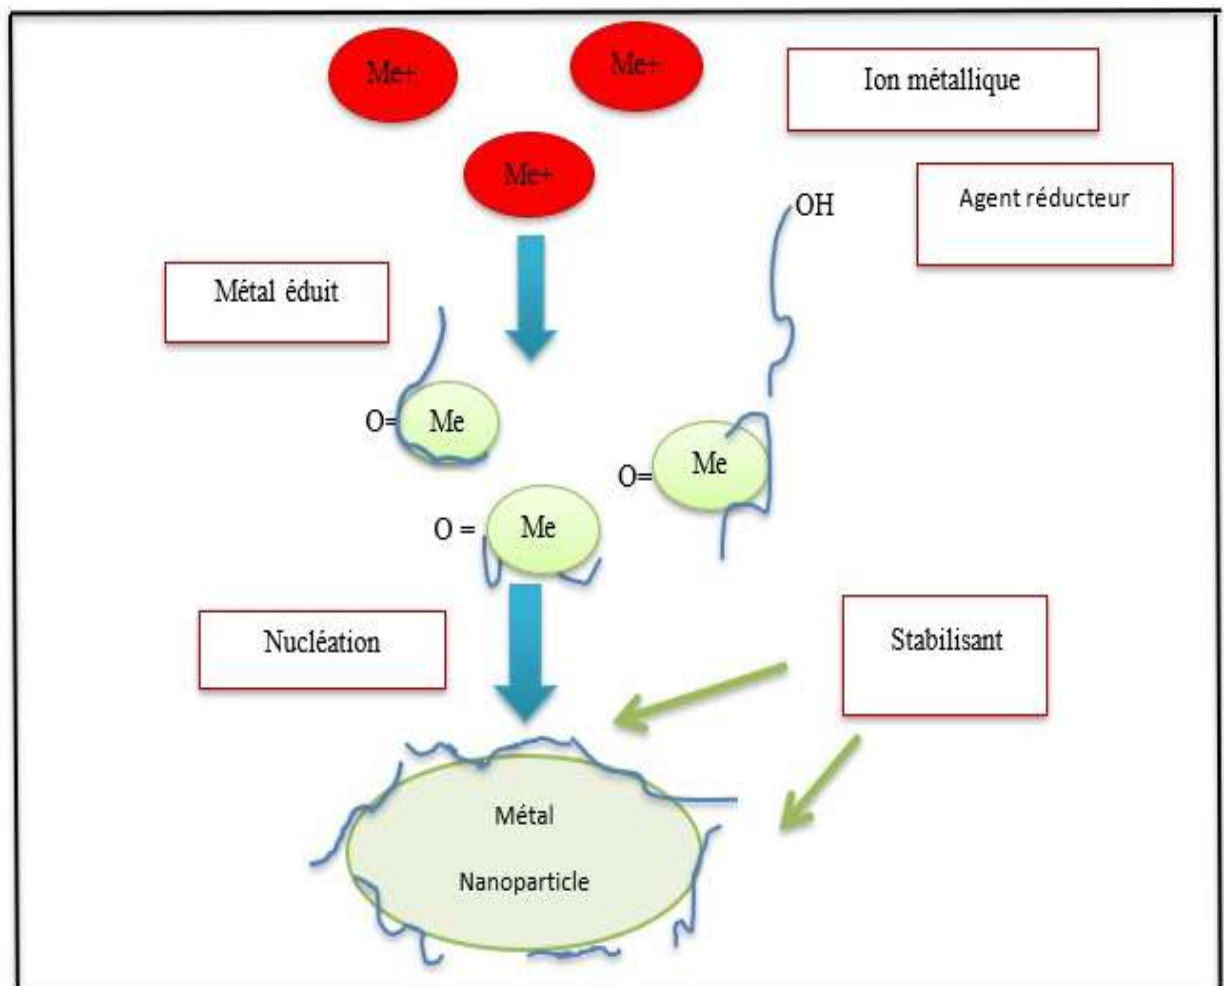 Me+
Me+
Ion métallique
Me+
Agent réducteur
OH
Métal éduit
O=
Me
O=
Me
O =
Me
Nucléation
Stabilisant
Métal
Nanoparticle